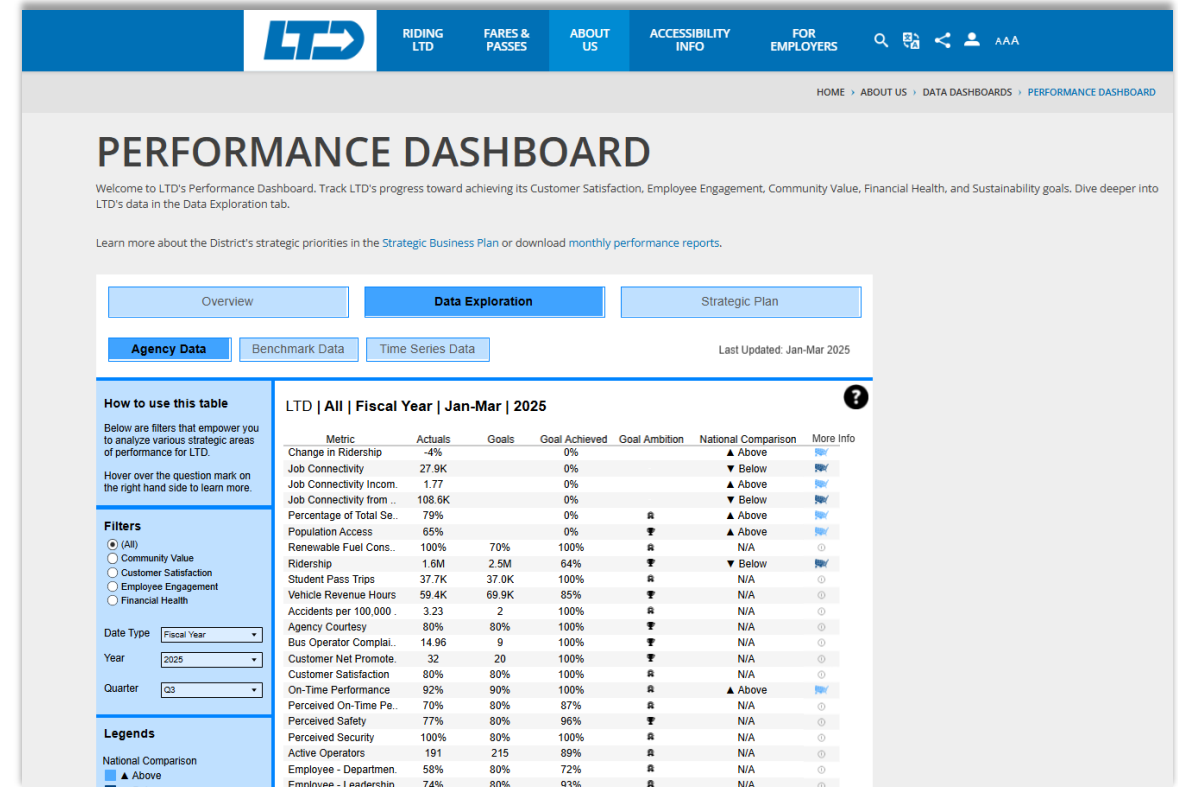 LTD
RIDING LTD
FARES & PASSES
ABOUT US
ACCESSIBILITY INFO
FOR EMPLOYERS
AAA
HOME › ABOUT US › DATA DASHBOARDS › PERFORMANCE DASHBOARD
PERFORMANCE DASHBOARD
Welcome to LTD's Performance Dashboard. Track LTD's progress toward achieving its Customer Satisfaction, Employee Engagement, Community Value, Financial Health, and Sustainability goals. Dive deeper into
LTD's data in the Data Exploration tab.
Learn more about the District's strategic priorities in the Strategic Business Plan or download monthly performance reports.
Overview
Data Exploration
Strategic Plan
Agency Data
Benchmark Data
Time Series Data
Last Updated: Jan-Mar 2025
How to use this table
Below are filters that empower you
to analyze various strategic areas
of performance for LTD.
Hover over the question mark on
the right hand side to learn more.
Filters
(All)
Community Value
Customer Satisfaction
Employee Engagement
Financial Health
Date Type Fiscal Year
Year 2025
Quarter Q3
Legends
National Comparison
▲ Above
LTD | All | Fiscal Year | Jan-Mar | 2025
?
Metric Actuals Goals Goal Achieved Goal Ambition National Comparison More Info
Change in Ridership -4% 0% ▲ Above
Job Connectivity 27.9K 0% ▼ Below
Job Connectivity Incom. 1.77 0% ▲ Above
Job Connectivity from .. 108.6K 0% ▼ Below
Percentage of Total Se.. 79% 0% ▲ Above
Population Access 65% 0% ▲ Above
Renewable Fuel Cons.. 100% 70% 100% N/A
Ridership 1.6M 2.5M 64% ▼ Below
Student Pass Trips 37.7K 37.0K 100% N/A
Vehicle Revenue Hours 59.4K 69.9K 85% N/A
Accidents per 100,000 . 3.23 2 100% N/A
Agency Courtesy 80% 80% 100% N/A
Bus Operator Complai.. 14.96 9 100% N/A
Customer Net Promote. 32 20 100% N/A
Customer Satisfaction 80% 80% 100% N/A
On-Time Performance 92% 90% 100% ▲ Above
Perceived On-Time Pe.. 70% 80% 87% N/A
Perceived Safety 77% 80% 96% N/A
Perceived Security 100% 80% 100% N/A
Active Operators 191 215 89% N/A
Employee - Departmen. 58% 80% 72% N/A
Employee - Leadership 74% 80% 93% N/A